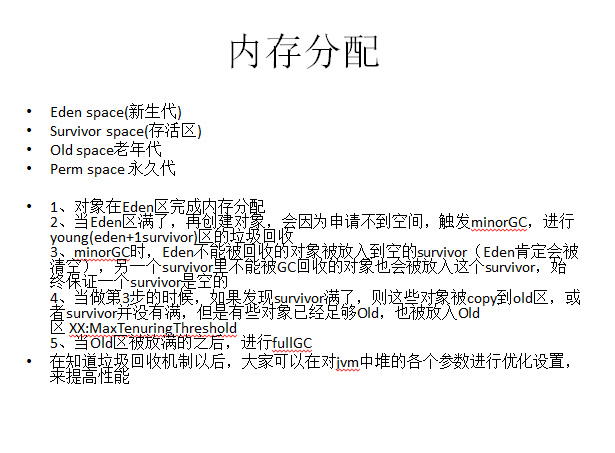 内存分配
• Eden space(新生代)
• Survivor space(存活区)
• Old space老年代
• Perm space 永久代
• 1、对象在Eden区完成内存分配
2、当Eden区满了，再创建对象，会因为申请不到空间，触发minorGC，进行
young(eden+1survivor)区的垃圾回收
3、minorGC时，Eden不能被回收的对象被放入到空的survivor（Eden肯定会被
清空），另一个survivor里不能被GC回收的对象也会被放入这个survivor，始
终保证一个survivor是空的
4、当做第3步的时候，如果发现survivor满了，则这些对象被copy到old区，或
者survivor并没有满，但是有些对象已经足够Old，也被放入Old
区 XX:MaxTenuringThreshold
5、当Old区被放满的之后，进行fullGC
• 在知道垃圾回收机制以后，大家可以在对jvm中堆的各个参数进行优化设置，
来提高性能